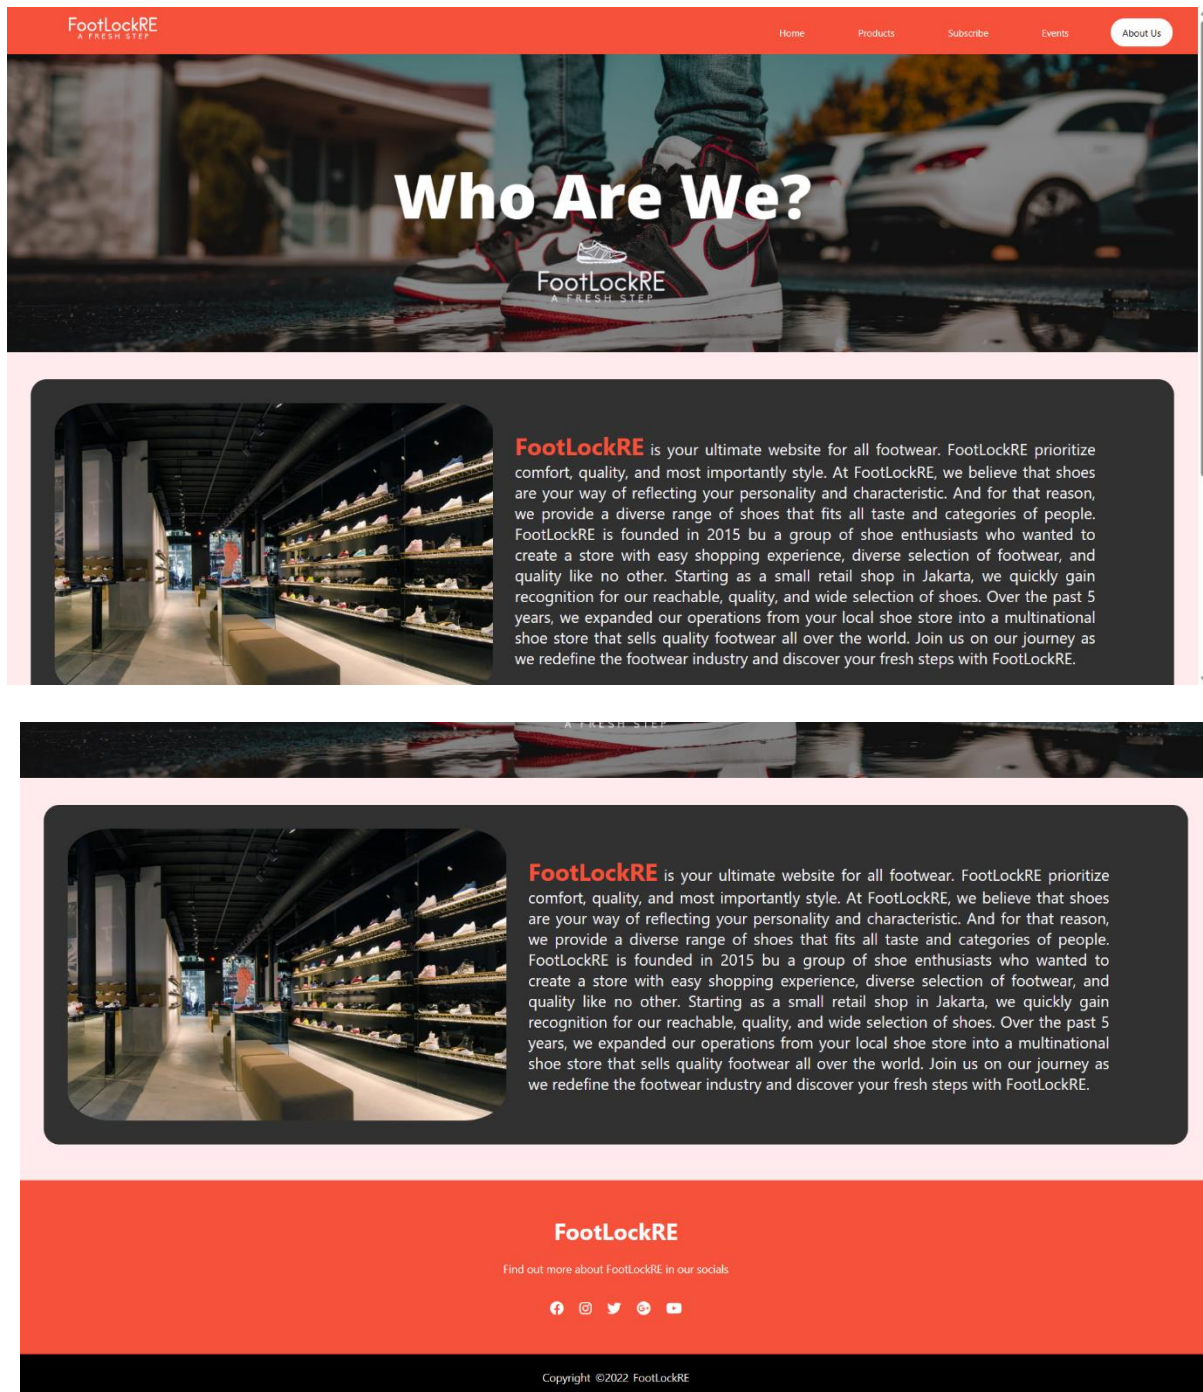 FootLockRE
A FRESH STEP
Home Products Subscribe Events About Us
Who Are We?
FootLockRE
A FRESH STEP
FootLockRE is your ultimate website for all footwear. FootLockRE prioritize
comfort, quality, and most importantly style. At FootLockRE, we believe that shoes
are your way of reflecting your personality and characteristic. And for that reason,
we provide a diverse range of shoes that fits all taste and categories of people.
FootLockRE is founded in 2015 bu a group of shoe enthusiasts who wanted to
create a store with easy shopping experience, diverse selection of footwear, and
quality like no other. Starting as a small retail shop in Jakarta, we quickly gain
recognition for our reachable, quality, and wide selection of shoes. Over the past 5
years, we expanded our operations from your local shoe store into a multinational
shoe store that sells quality footwear all over the world. Join us on our journey as
we redefine the footwear industry and discover your fresh steps with FootLockRE.
A FRESH STEP
FootLockRE is your ultimate website for all footwear. FootLockRE prioritize
comfort, quality, and most importantly style. At FootLockRE, we believe that shoes
are your way of reflecting your personality and characteristic. And for that reason,
we provide a diverse range of shoes that fits all taste and categories of people.
FootLockRE is founded in 2015 bu a group of shoe enthusiasts who wanted to
create a store with easy shopping experience, diverse selection of footwear, and
quality like no other. Starting as a small retail shop in Jakarta, we quickly gain
recognition for our reachable, quality, and wide selection of shoes. Over the past 5
years, we expanded our operations from your local shoe store into a multinational
shoe store that sells quality footwear all over the world. Join us on our journey as
we redefine the footwear industry and discover your fresh steps with FootLockRE.
FootLockRE
Find out more about FootLockRE in our socials
Copyright ©2022 FootLockRE